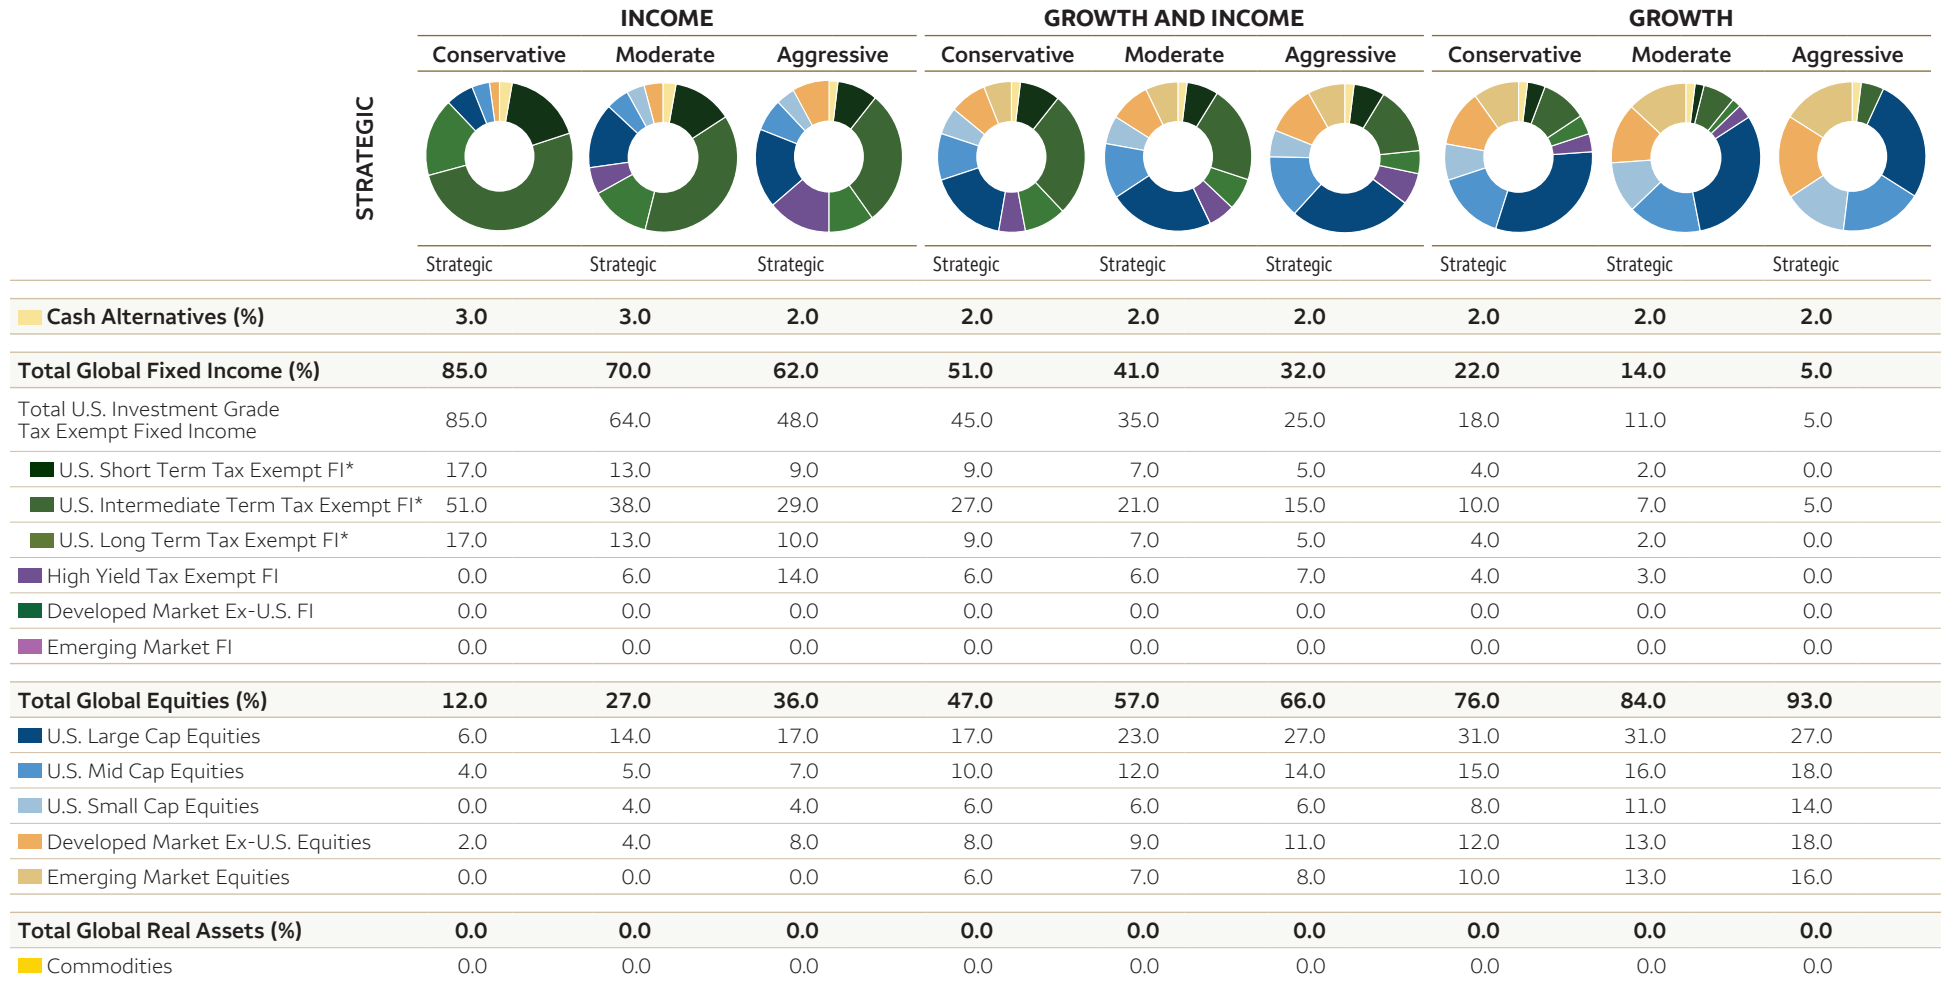 INCOME GROWTH AND INCOME GROWTH
Conservative Moderate Aggressive Conservative Moderate Aggressive Conservative Moderate Aggressive
STRATEGIC
Strategic Strategic Strategic Strategic Strategic Strategic Strategic Strategic Strategic
Cash Alternatives (%) 3.0 3.0 2.0 2.0 2.0 2.0 2.0 2.0 2.0
Total Global Fixed Income (%) 85.0 70.0 62.0 51.0 41.0 32.0 22.0 14.0 5.0
Total U.S. Investment Grade
Tax Exempt Fixed Income 85.0 64.0 48.0 45.0 35.0 25.0 18.0 11.0 5.0
U.S. Short Term Tax Exempt FI* 17.0 13.0 9.0 9.0 7.0 5.0 4.0 2.0 0.0
U.S. Intermediate Term Tax Exempt FI* 51.0 38.0 29.0 27.0 21.0 15.0 10.0 7.0 5.0
U.S. Long Term Tax Exempt FI* 17.0 13.0 10.0 9.0 7.0 5.0 4.0 2.0 0.0
High Yield Tax Exempt FI 0.0 6.0 14.0 6.0 6.0 7.0 4.0 3.0 0.0
Developed Market Ex-U.S. FI 0.0 0.0 0.0 0.0 0.0 0.0 0.0 0.0 0.0
Emerging Market FI 0.0 0.0 0.0 0.0 0.0 0.0 0.0 0.0 0.0
Total Global Equities (%) 12.0 27.0 36.0 47.0 57.0 66.0 76.0 84.0 93.0
U.S. Large Cap Equities 6.0 14.0 17.0 17.0 23.0 27.0 31.0 31.0 27.0
U.S. Mid Cap Equities 4.0 5.0 7.0 10.0 12.0 14.0 15.0 16.0 18.0
U.S. Small Cap Equities 0.0 4.0 4.0 6.0 6.0 6.0 8.0 11.0 14.0
Developed Market Ex-U.S. Equities 2.0 4.0 8.0 8.0 9.0 11.0 12.0 13.0 18.0
Emerging Market Equities 0.0 0.0 0.0 6.0 7.0 8.0 10.0 13.0 16.0
Total Global Real Assets (%) 0.0 0.0 0.0 0.0 0.0 0.0 0.0 0.0 0.0
Commodities 0.0 0.0 0.0 0.0 0.0 0.0 0.0 0.0 0.0